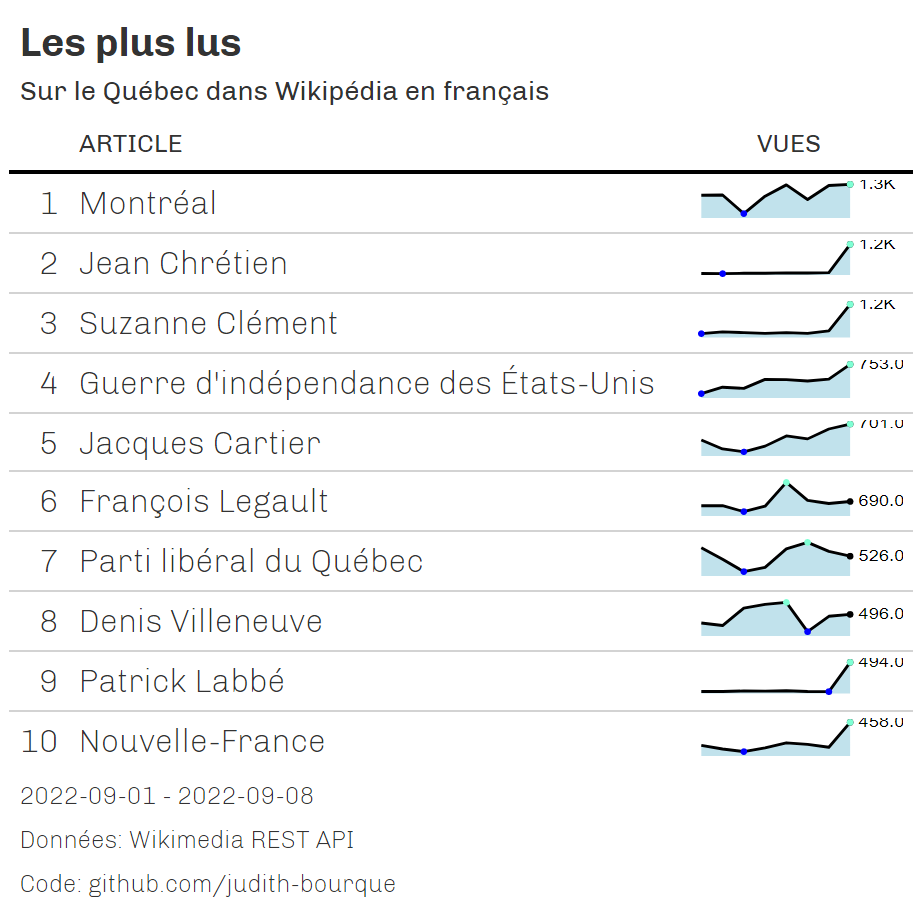 Les plus lus
Sur le Québec dans Wikipédia en français
ARTICLE VUES
1 Montréal 1.3K
2 Jean Chrétien 1.2K
3 Suzanne Clément 1.2K
4 Guerre d'indépendance des États-Unis 753.0
5 Jacques Cartier 701.0
6 François Legault 690.0
7 Parti libéral du Québec 526.0
8 Denis Villeneuve 496.0
9 Patrick Labbé 494.0
10 Nouvelle-France 458.0
2022-09-01 - 2022-09-08
Données: Wikimedia REST API
Code: github.com/judith-bourque